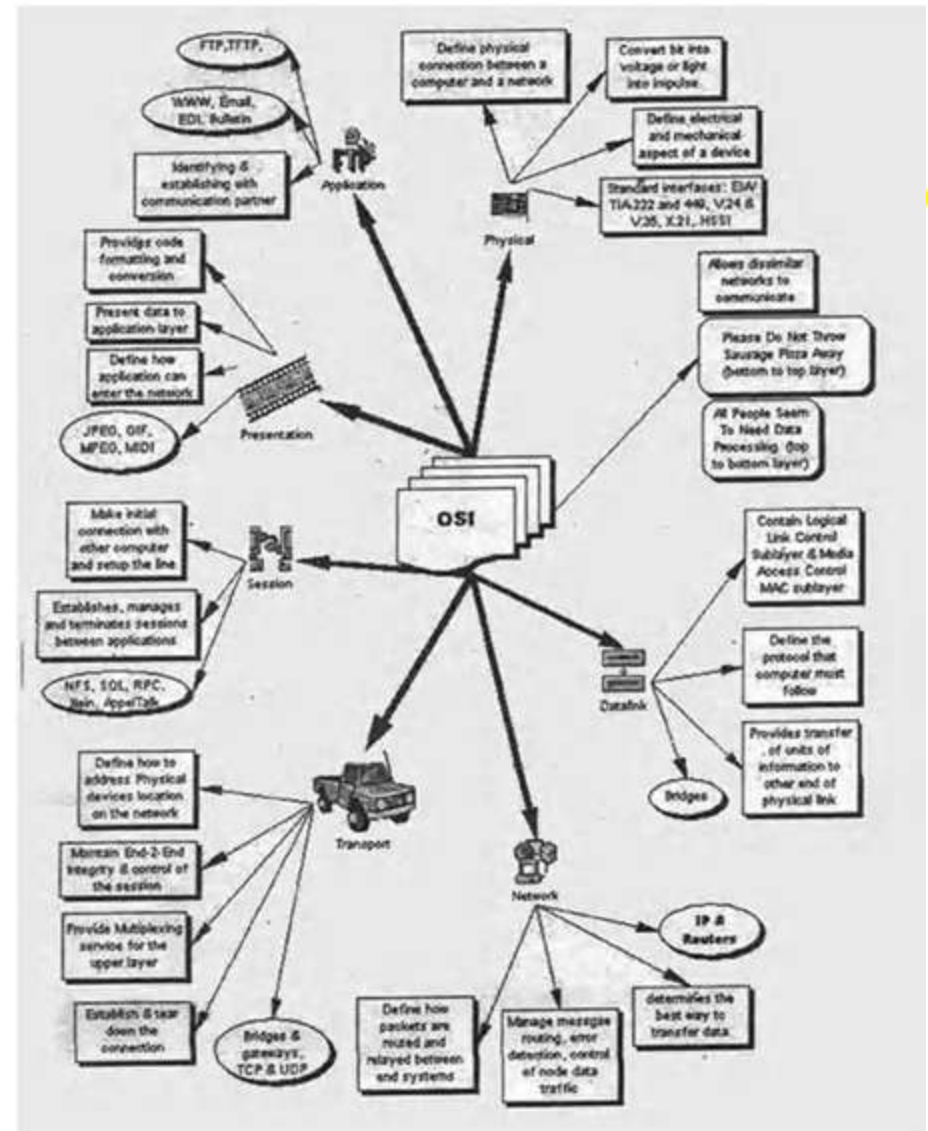 FTP,TFTP,
WWW, Email,
EDI, Bulletin
Identifying &
establishing with
communication partner
FTP
Application
Define physical
connection between a
computer and a network
Convert bit into
voltage or light
into impulse.
Define electrical
and mechanical
aspect of a device
Standard interfaces: EIA/
TIA-222 and 449, V.24 &
V.35, X.21, HSSI
Physical
Provides code
formatting and
conversion
Present data to
application layer
Define how
application can
enter the network
JPEG, GIF,
MPEG, MIDI
Presentation
Allows dissimilar
networks to
communicate
Please Do Not Throw
Sausage Pizza Away
(bottom to top layer)
All People Seem
To Need Data
Processing (top
to bottom layer)
OSI
Make initial
connection with
other computer
and setup the line
Establishes, manages
and terminates sessions
between applications
NFS, SQL, RPC,
AppelTalk
Session
Contain Logical
Link Control
Sublayer & Media
Access Control
MAC sublayer
Define the
protocol that
computer must
follow
Provides transfer
of units of
information to
other end of
physical link
Bridges
Datalink
Define how to
address Physical
devices location
on the network
Maintain End-2-End
Integrity & control of
the session
Provide Multiplexing
service for the
upper layer
Establish & tear
down the
connection
Bridges &
gateways,
TCP & UDP
Transport
Network
IP &
Routers
determines the
best way to
transfer data
Manage message
routing, error
detection, control
of node data
traffic
Define how
packets are
routed and
relayed between
end systems